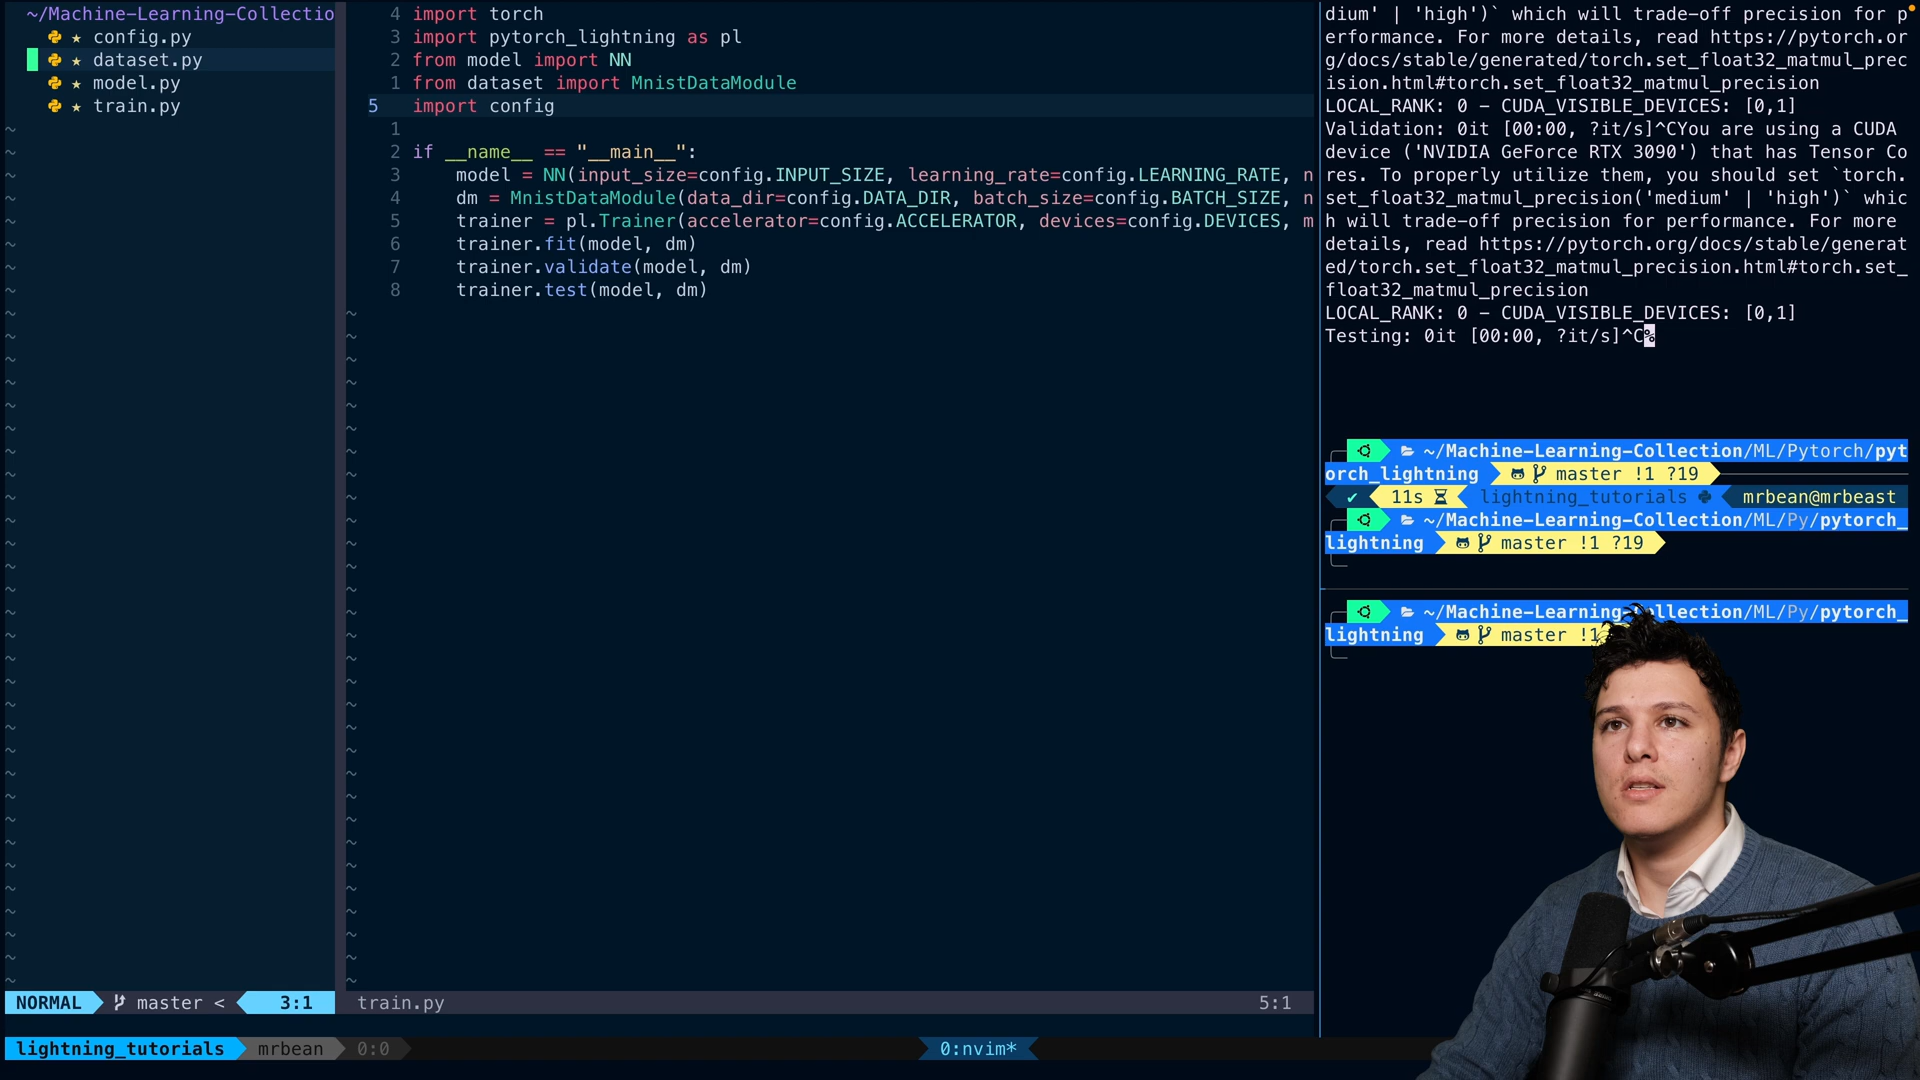 ~/Machine-Learning-Collectio
★ config.py
★ dataset.py
★ model.py
★ train.py
NORMAL master < 3:1
4 import torch
3 import pytorch_lightning as pl
2 from model import NN
1 from dataset import MnistDataModule
5 import config
1
2 if __name__ == "__main__":
3 model = NN(input_size=config.INPUT_SIZE, learning_rate=config.LEARNING_RATE, n
4 dm = MnistDataModule(data_dir=config.DATA_DIR, batch_size=config.BATCH_SIZE, n
5 trainer = pl.Trainer(accelerator=config.ACCELERATOR, devices=config.DEVICES, m
6 trainer.fit(model, dm)
7 trainer.validate(model, dm)
8 trainer.test(model, dm)
train.py 5:1
dium' | 'high')` which will trade-off precision for p
erformance. For more details, read https://pytorch.or
g/docs/stable/generated/torch.set_float32_matmul_prec
ision.html#torch.set_float32_matmul_precision
LOCAL_RANK: 0 - CUDA_VISIBLE_DEVICES: [0,1]
Validation: 0it [00:00, ?it/s]^CYou are using a CUDA
device ('NVIDIA GeForce RTX 3090') that has Tensor Co
res. To properly utilize them, you should set `torch.
set_float32_matmul_precision('medium' | 'high')` whic
h will trade-off precision for performance. For more
details, read https://pytorch.org/docs/stable/generat
ed/torch.set_float32_matmul_precision.html#torch.set_
float32_matmul_precision
LOCAL_RANK: 0 - CUDA_VISIBLE_DEVICES: [0,1]
Testing: 0it [00:00, ?it/s]^C%
~/Machine-Learning-Collection/ML/Pytorch/pyt
orch_lightning master !1 ?19
✔ 11s lightning_tutorials mrbean@mrbeast
~/Machine-Learning-Collection/ML/Py/pytorch_
lightning master !1 ?19
~/Machine-Learning-Collection/ML/Py/pytorch_
lightning master !1
lightning_tutorials mrbean 0:0 0:nvim*